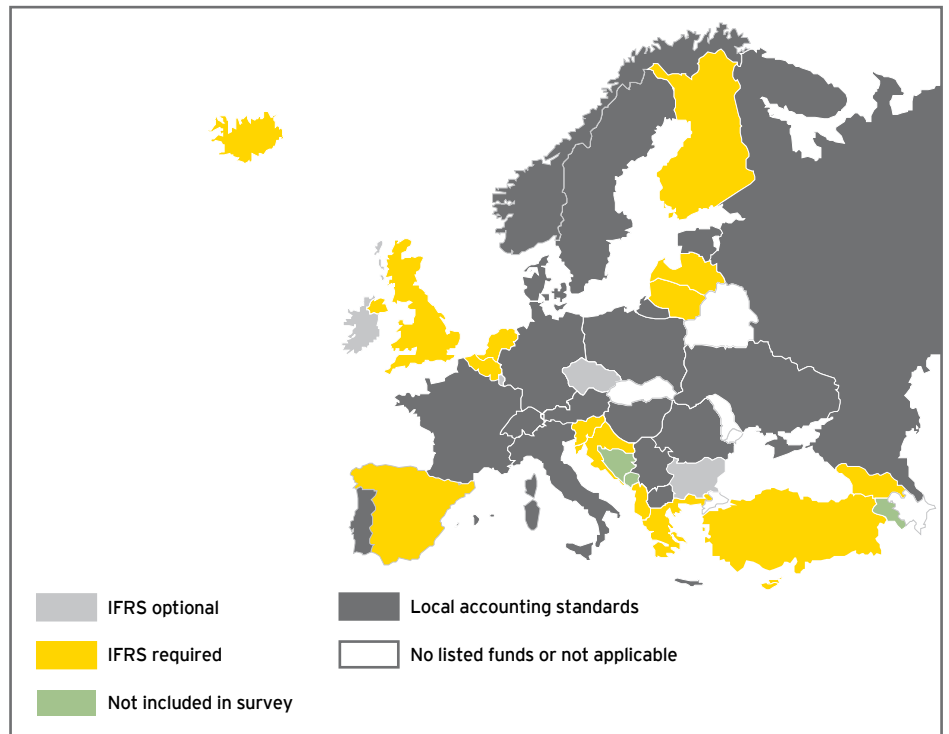 IFRS optional
IFRS required
Not included in survey
Local accounting standards
No listed funds or not applicable